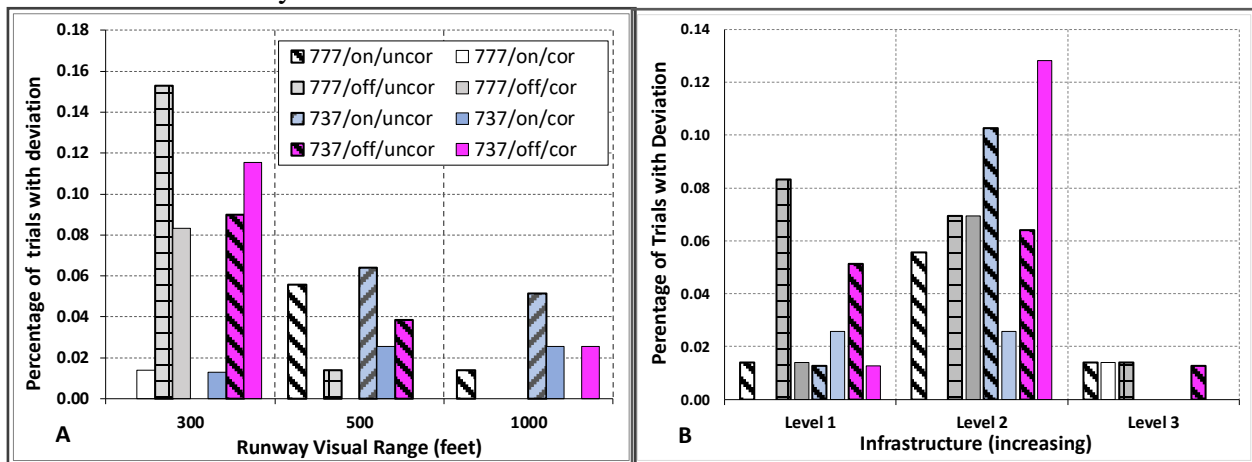 0.18
0.16
0.14
0.12
0.10
0.08
0.06
0.04
0.02
0.00
Percentage of trials with deviation
777/on/uncor 777/on/cor
777/off/uncor 777/off/cor
737/on/uncor 737/on/cor
737/off/uncor 737/off/cor
300 500 1000
A
Runway Visual Range (feet)
0.14
0.12
0.10
0.08
0.06
0.04
0.02
0.00
Perentage of Trials with Deviation
Level 1 Level 2 Level 3
B
Infrastructure (increasing)